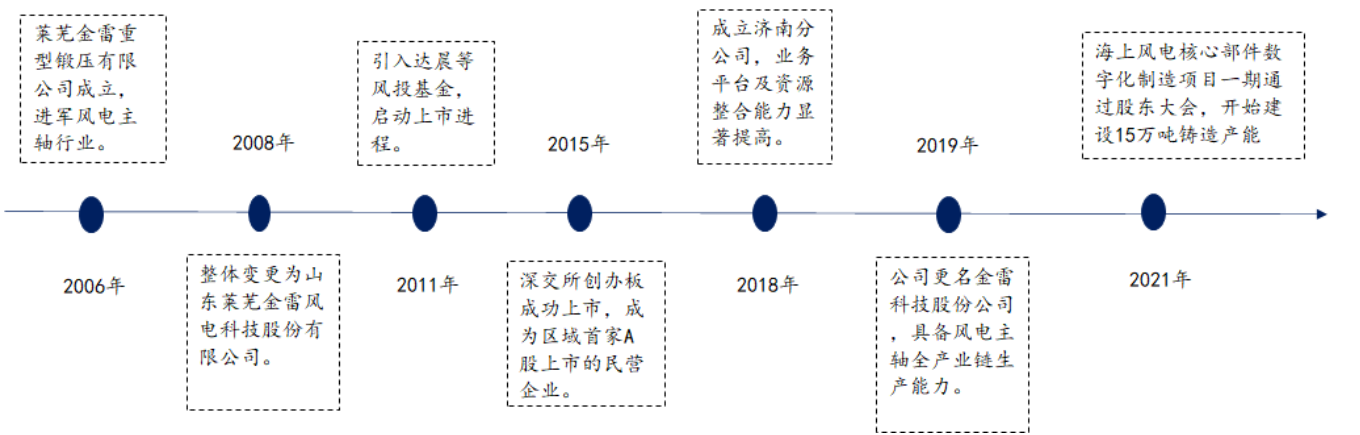 莱芜金雷重
型锻压有限
公司成立，
进军风电主
轴行业。
2006年
2008年
整体变更为山
东莱芜金雷风
电科技股份有
限公司。
引入达晨等
风投基金，
启动上市进
程。
2011年
2015年
深交所创办板
成功上市，成
为区域首家A
股上市的民营
企业。
成立济南分
公司，业务
平台及资源
整合能力显
著提高。
2018年
2019年
公司更名金雷
科技股份公司
，具备风电主
轴全产业链生
产能力。
海上风电核心部件数
字化制造项目一期通
过股东大会，开始建
设15万吨铸造产能
2021年